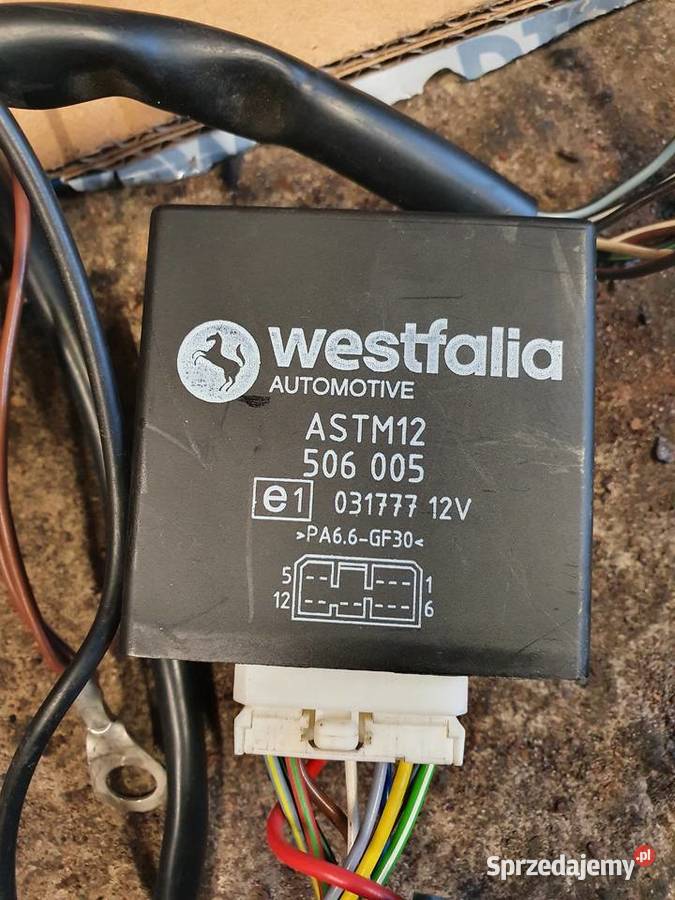 westfalia
AUTOMOTIVE
ASTM12
506 005
e1 031777 12V
>PA6.6-GF30<
5 1
12 6
Sprzedajemy.pl